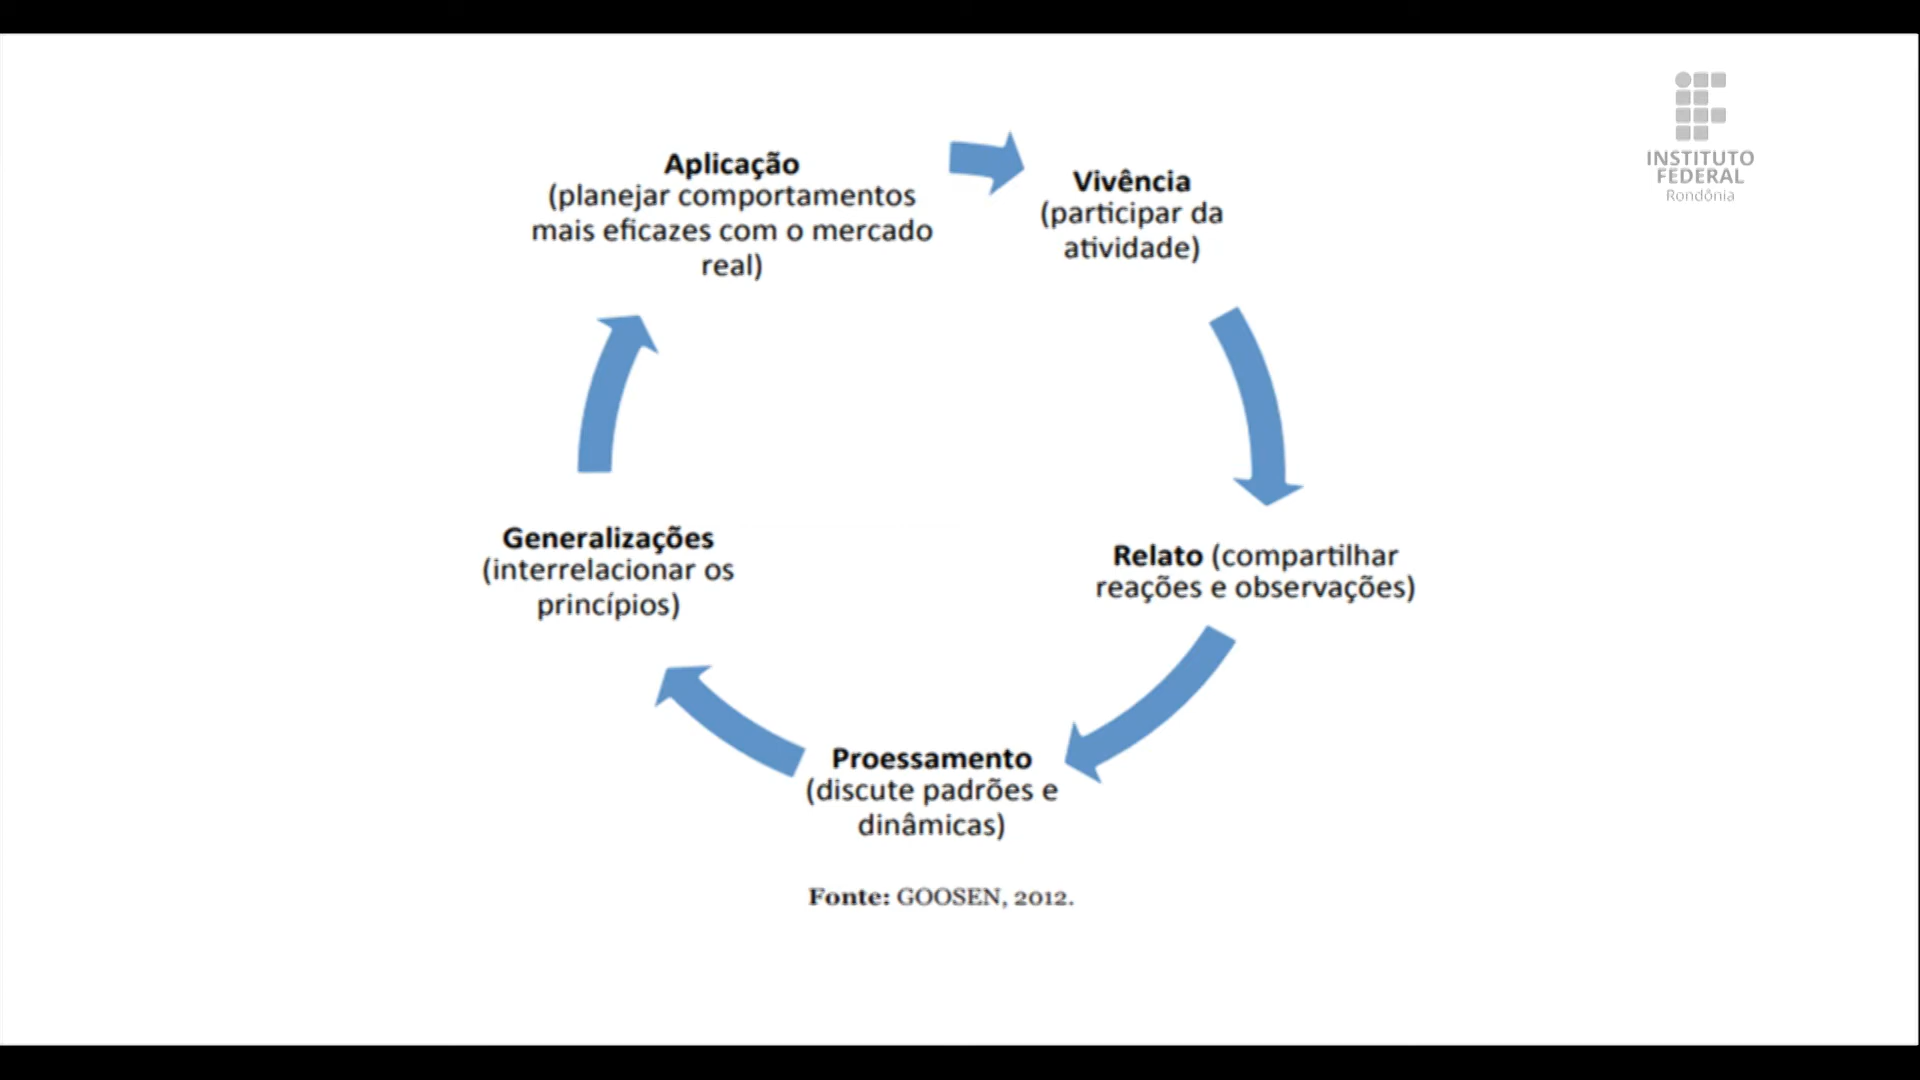 INSTITUTO
FEDERAL
Rondônia
Aplicação
(planejar comportamentos
mais eficazes com o mercado
real)
Vivência
(participar da
atividade)
Relato (compartilhar
reações e observações)
Proessamento
(discute padrões e
dinâmicas)
Generalizações
(interrelacionar os
princípios)
Fonte: GOOSEN, 2012.